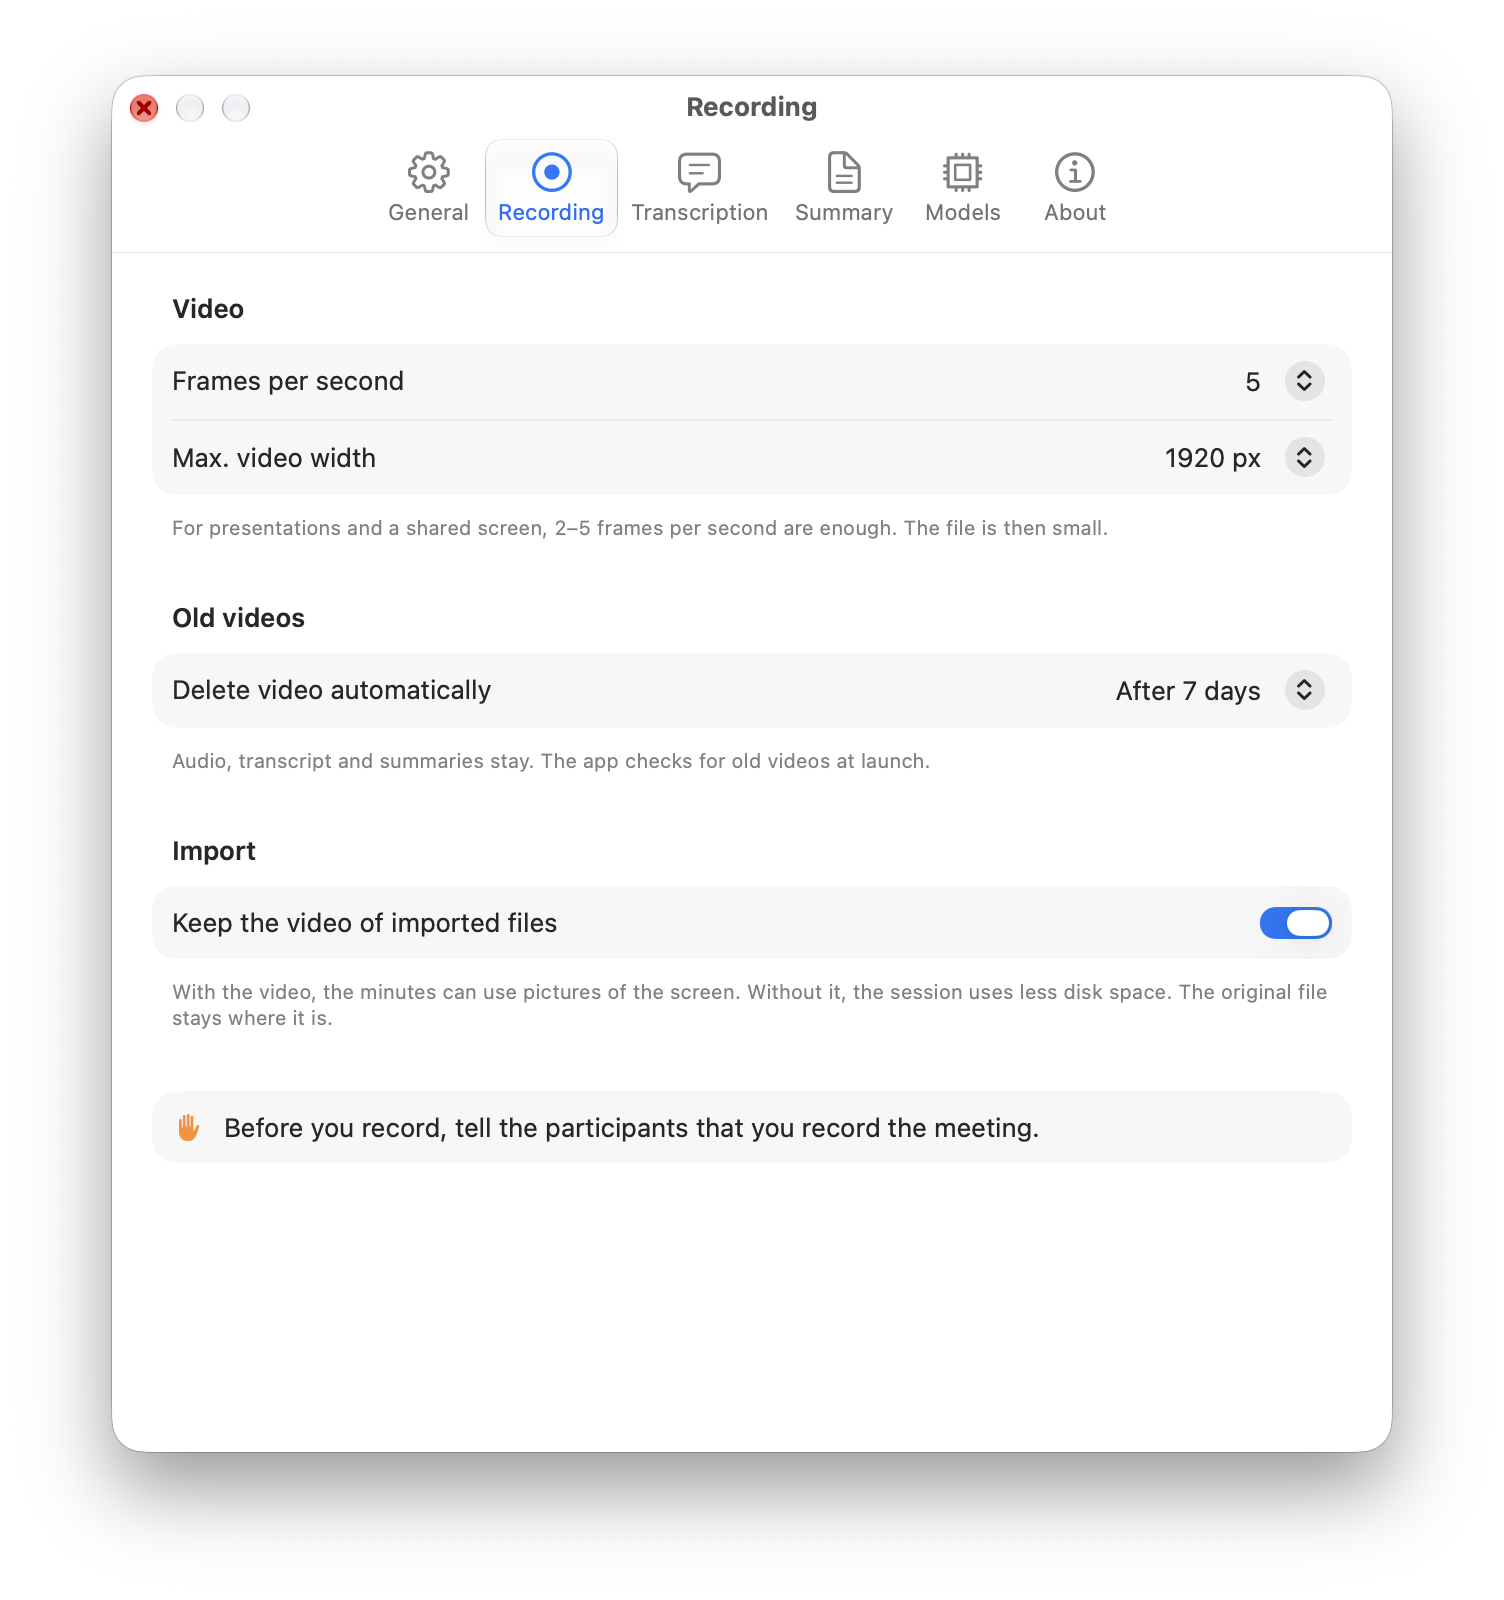 Recording
General
Recording
Transcription
Summary
Models
About
Video
Frames per second
5
Max. video width
1920 px
For presentations and a shared screen, 2–5 frames per second are enough. The file is then small.
Old videos
Delete video automatically
After 7 days
Audio, transcript and summaries stay. The app checks for old videos at launch.
Import
Keep the video of imported files
With the video, the minutes can use pictures of the screen. Without it, the session uses less disk space. The original file
stays where it is.
Before you record, tell the participants that you record the meeting.